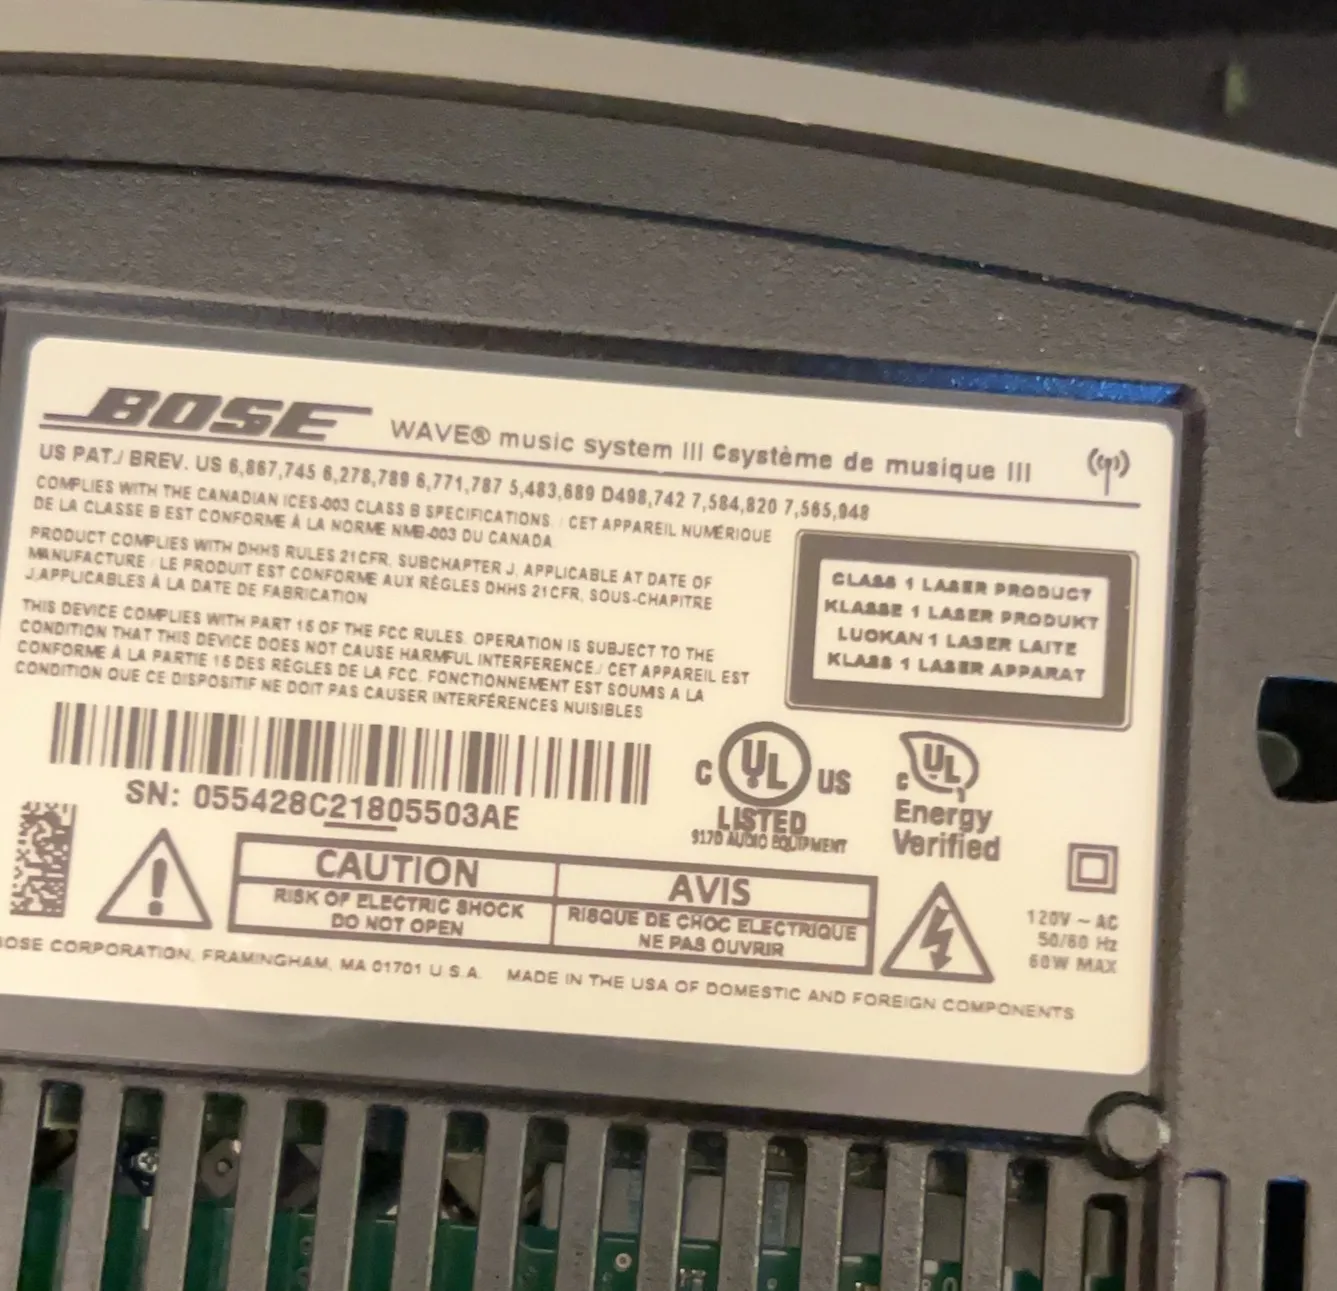 BOSE WAVE® music system III Csystème de musique III
US PAT./ BREV. US 6,867,745 6,278,789 6,771,787 5,483,689 D498,742 7,584,820 7,565,948
COMPLIES WITH THE CANADIAN ICES-003 CLASS B SPECIFICATIONS. / CET APPAREIL NUMÉRIQUE
DE LA CLASSE B EST CONFORME À LA NORME NMB-003 DU CANADA
PRODUCT COMPLIES WITH DHHS RULES 21CFR, SUBCHAPTER J, APPLICABLE AT DATE OF
MANUFACTURE / LE PRODUIT EST CONFORME AUX RÈGLES DHHS 21CFR, SOUS-CHAPITRE
J,APPLICABLES À LA DATE DE FABRICATION
THIS DEVICE COMPLIES WITH PART 15 OF THE FCC RULES. OPERATION IS SUBJECT TO THE
CONDITION THAT THIS DEVICE DOES NOT CAUSE HARMFUL INTERFERENCE./ CET APPAREIL EST
CONFORME À LA PARTIE 15 DES RÈGLES DE LA FCC. FONCTIONNEMENT EST SOUMIS A LA
CONDITION QUE CE DISPOSITIF NE DOIT PAS CAUSER INTERFÉRENCES NUISIBLES
CLASS 1 LASER PRODUCT
KLASSE 1 LASER PRODUKT
LUOKAN 1 LASER LAITE
KLASS 1 LASER APPARAT
SN: 055428C21805503AE
C UL US
LISTED
9170 AUDIO EQUIPMENT
c UL
Energy
Verified
CAUTION
RISK OF ELECTRIC SHOCK
DO NOT OPEN
AVIS
RISQUE DE CHOC ELECTRIQUE
NE PAS OUVRIR
120V ~ AC
50/60 Hz
60W MAX
BOSE CORPORATION, FRAMINGHAM, MA 01701 U.S.A. MADE IN THE USA OF DOMESTIC AND FOREIGN COMPONENTS